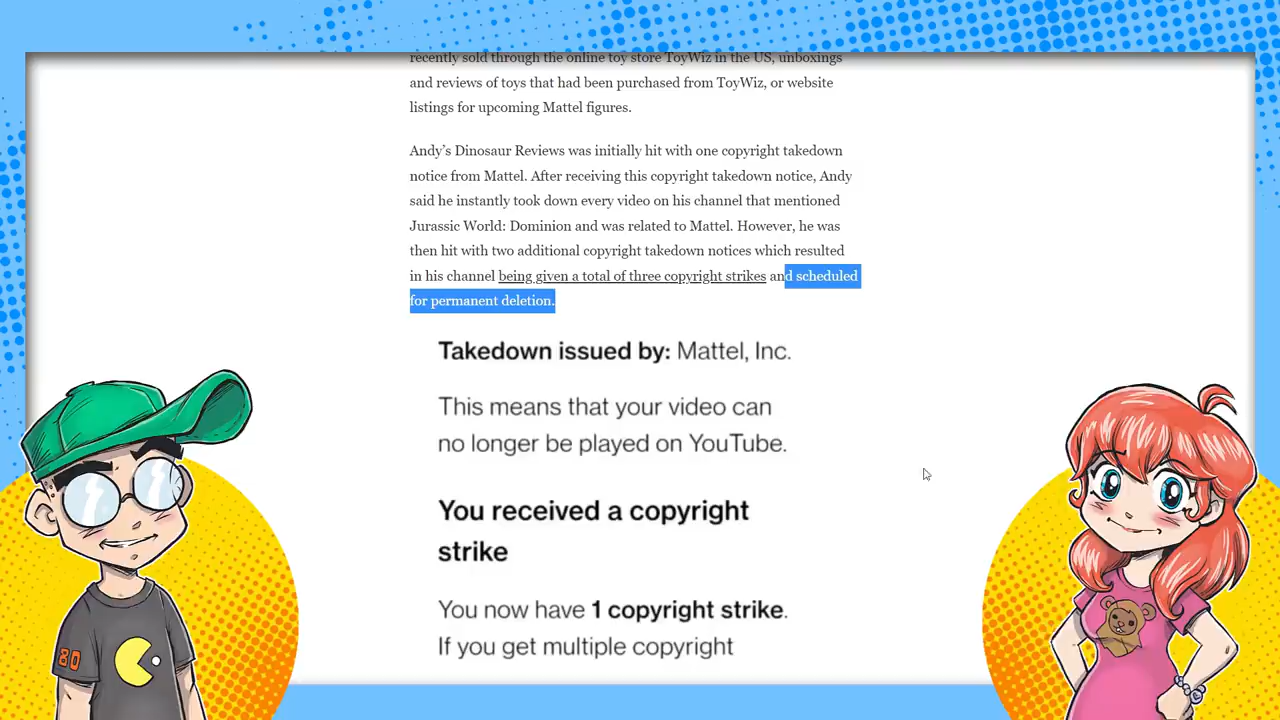 recently sold through the online toy store ToyWiz in the US, unboxings
and reviews of toys that had been purchased from ToyWiz, or website
listings for upcoming Mattel figures.
Andy’s Dinosaur Reviews was initially hit with one copyright takedown
notice from Mattel. After receiving this copyright takedown notice, Andy
said he instantly took down every video on his channel that mentioned
Jurassic World: Dominion and was related to Mattel. However, he was
then hit with two additional copyright takedown notices which resulted
in his channel being given a total of three copyright strikes and scheduled
for permanent deletion.
Takedown issued by: Mattel, Inc.
This means that your video can
no longer be played on YouTube.
You received a copyright
strike
You now have 1 copyright strike.
If you get multiple copyright
80